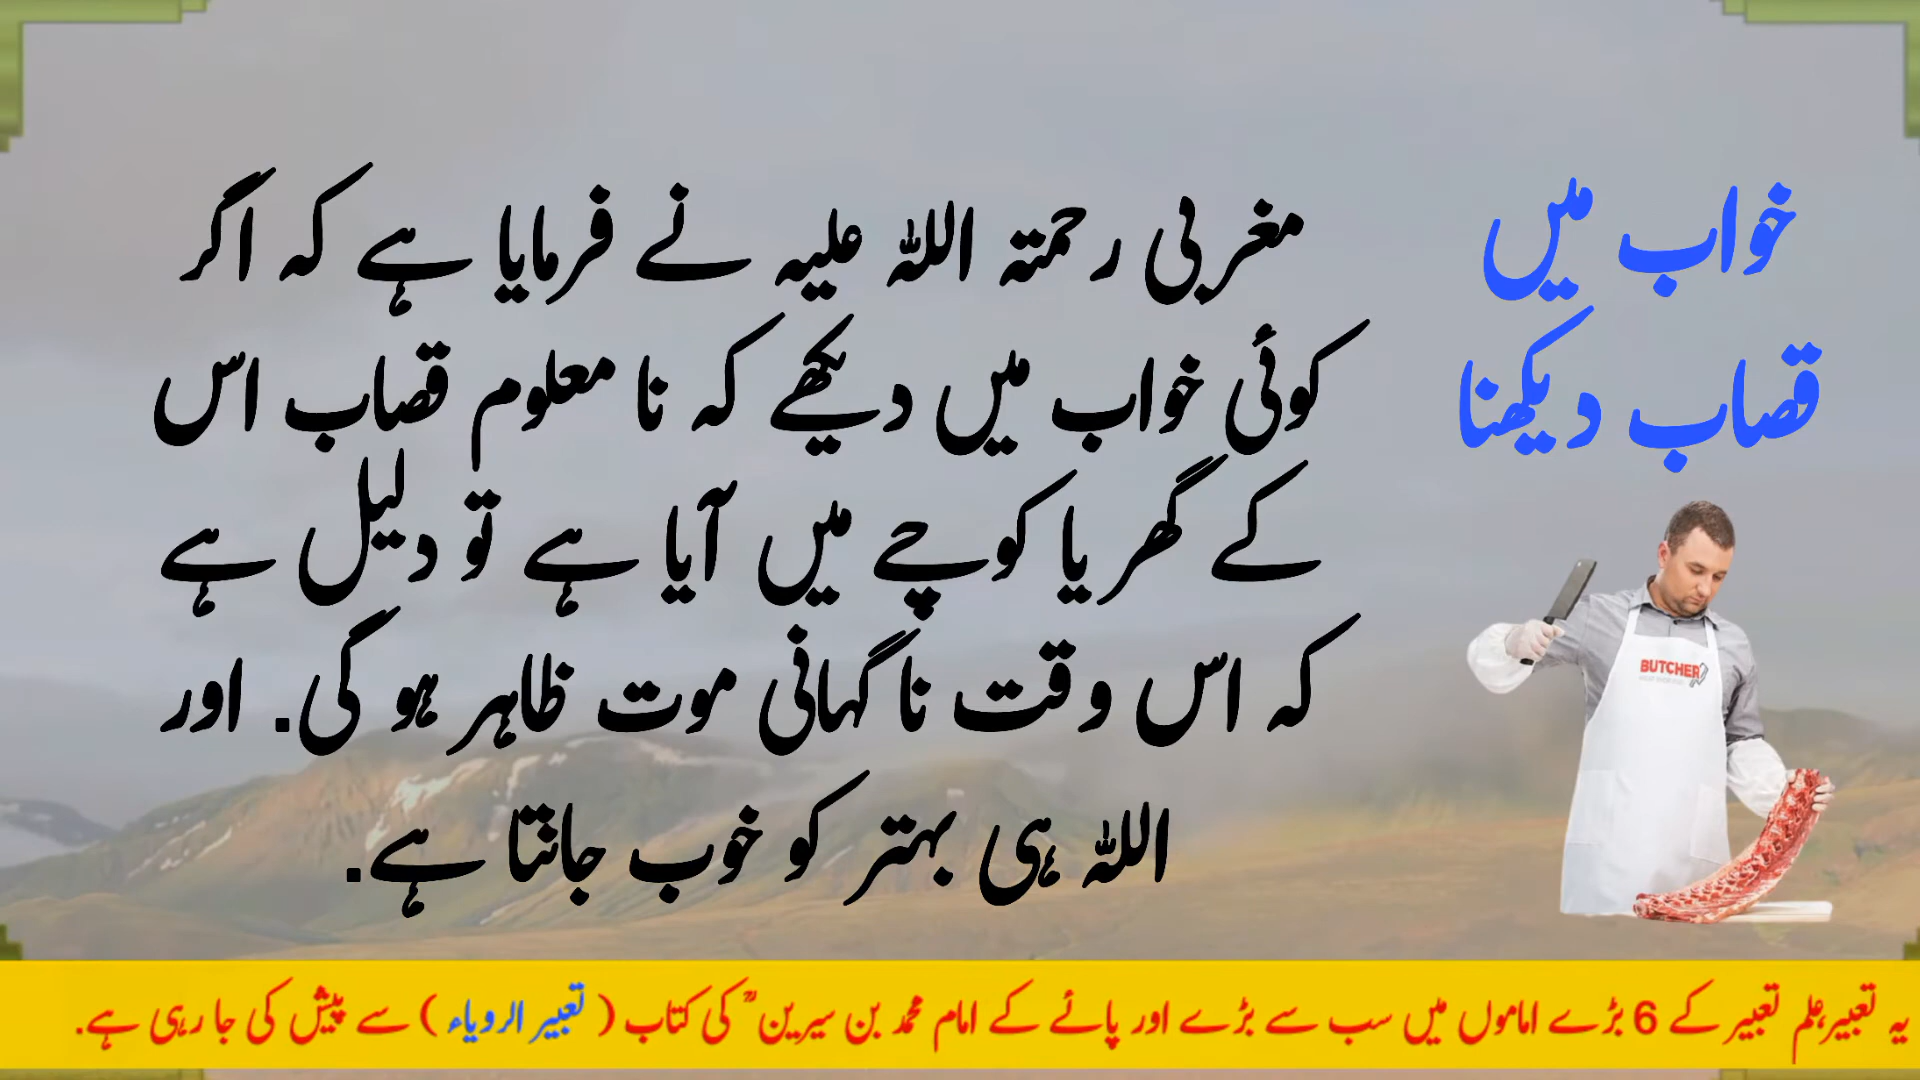 خواب میں
قصاب دیکھنا
مغربی رحمتہ اللہ علیہ نے فرمایا ہے کہ اگر
کوئی خواب میں دیکھے کہ نا معلوم قصاب اس
کے گھر یا کوچے میں آیا ہے تو دلیل ہے
کہ اس وقت ناگہانی موت ظاہر ہو گی. اور
اللہ ہی بہتر کو خوب جانتا ہے.
BUTCHER
یہ تعبیر علم تعبیر کے 6 بڑے اماموں میں سب سے بڑے اور پائے کے امام محمد بن سیرینؒ کی کتاب ( تعبیر الرویاء ) سے پیش کی جا رہی ہے.